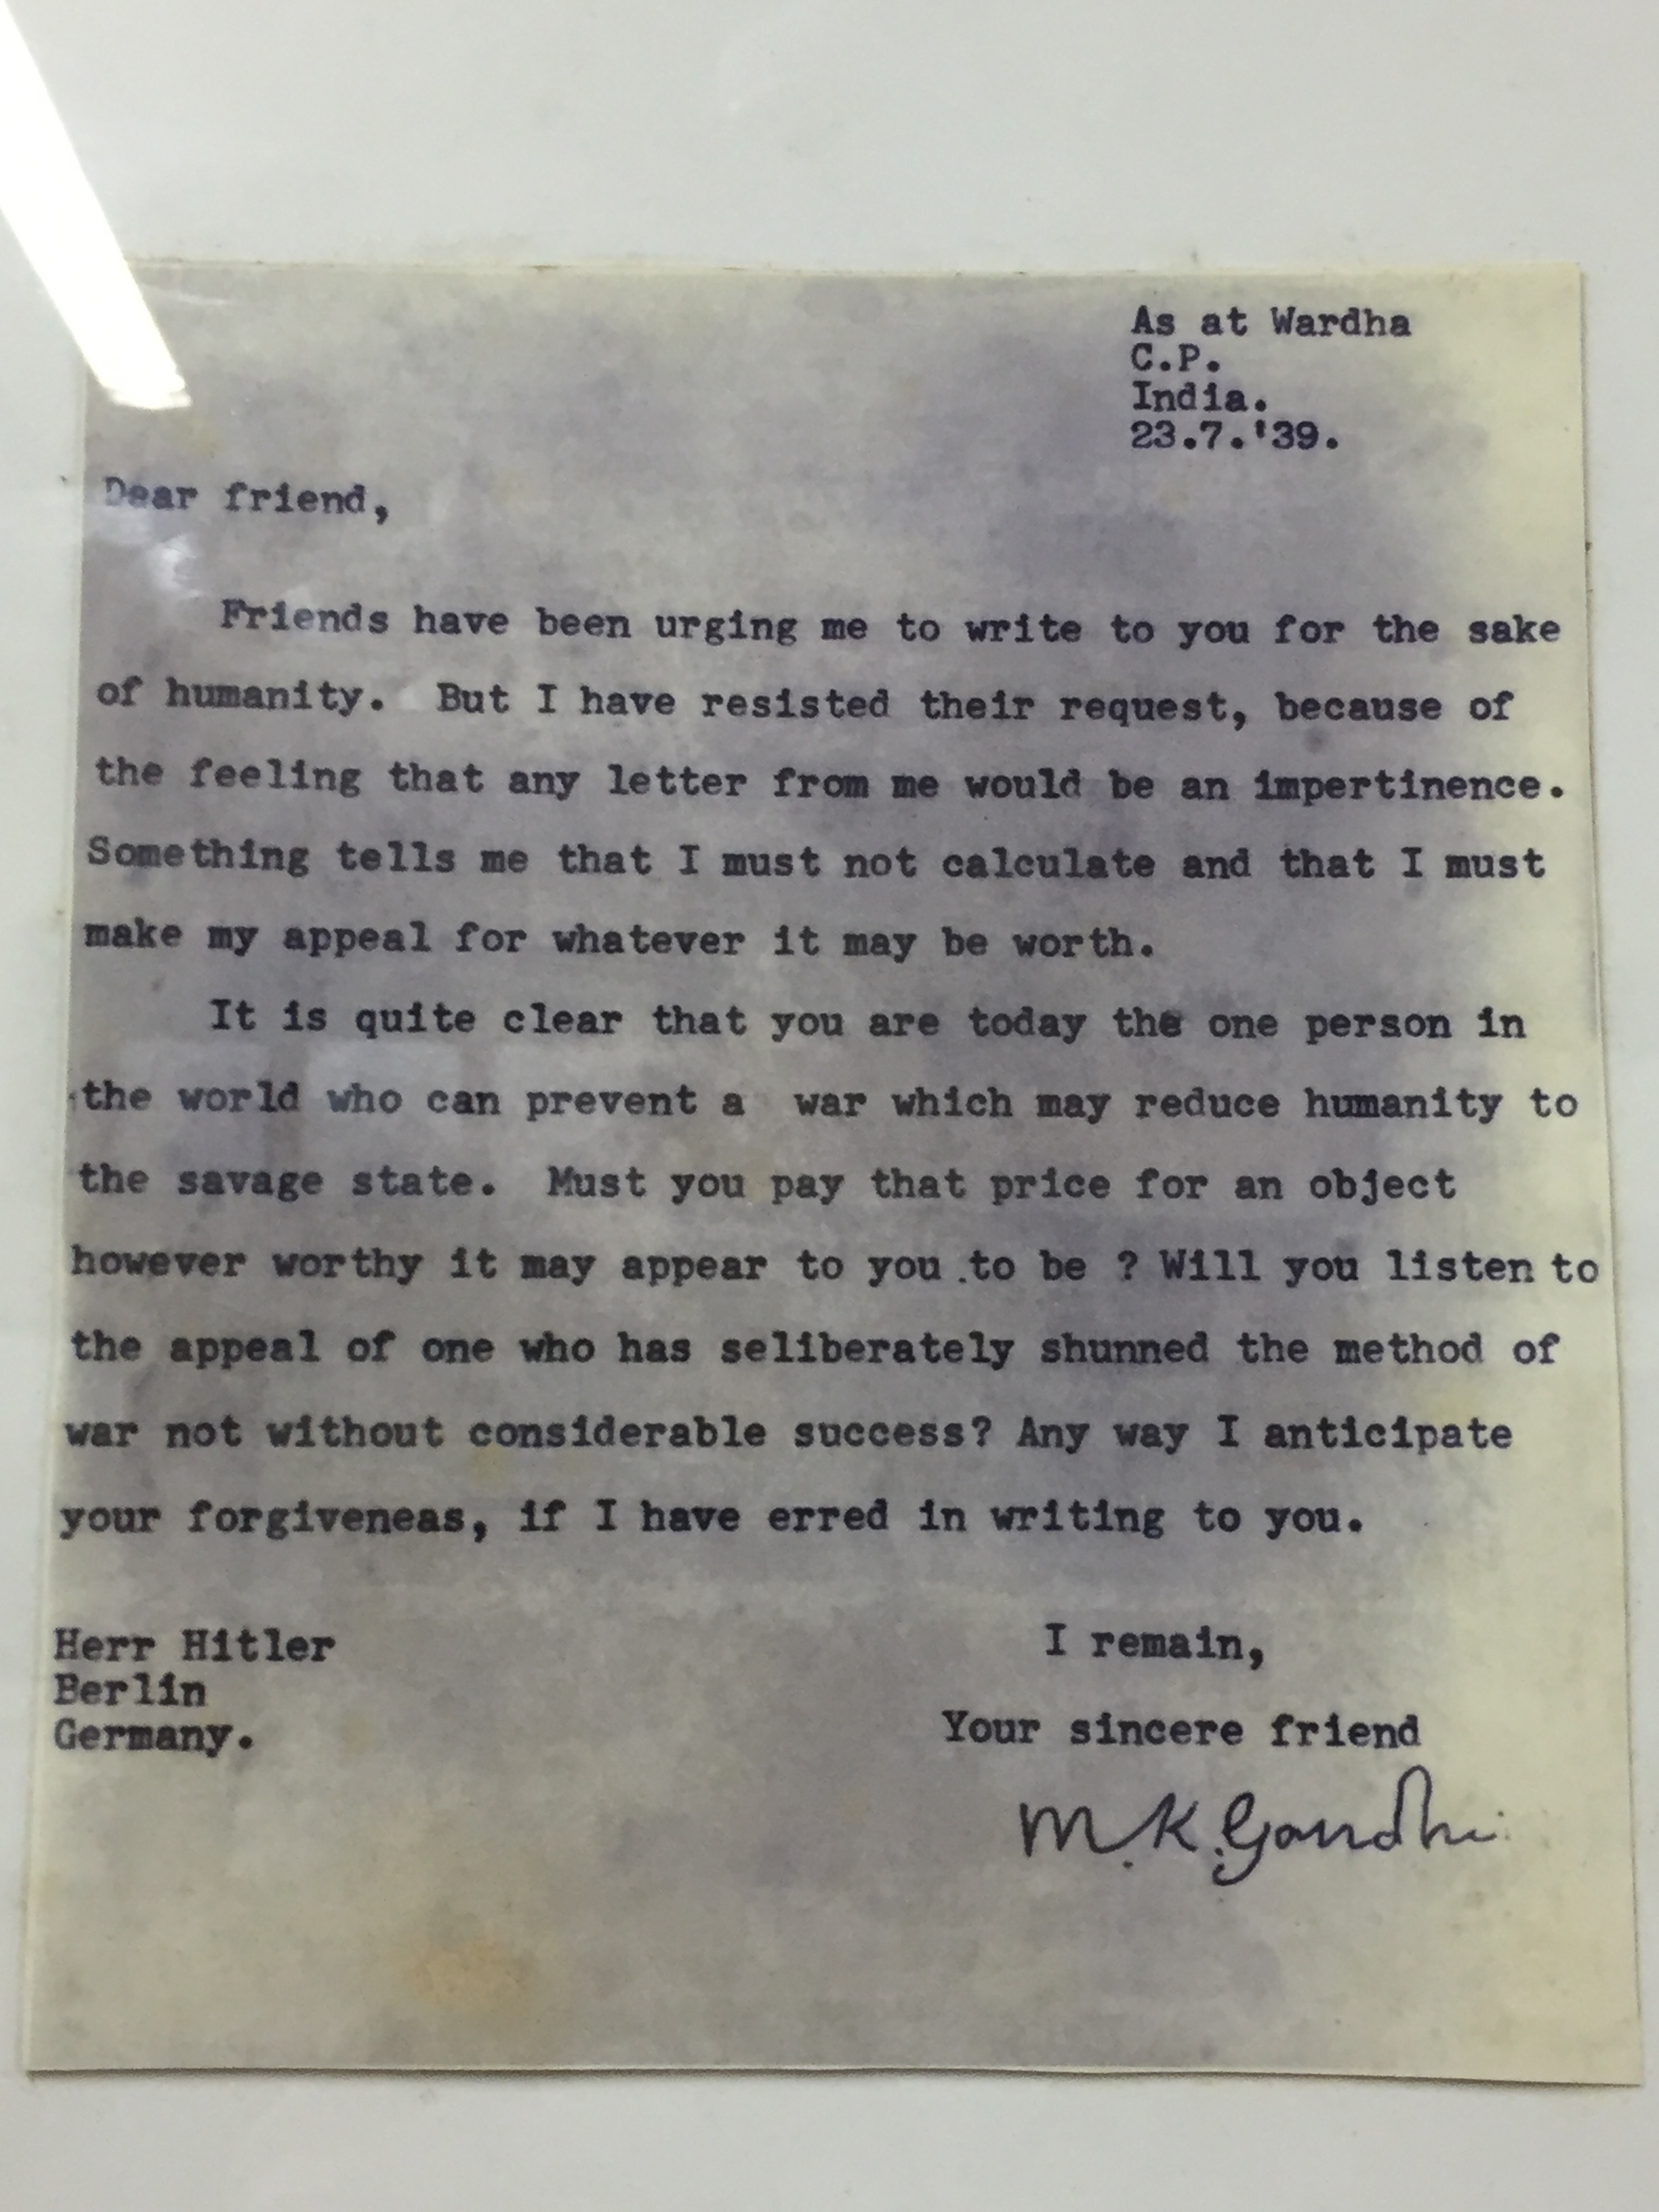 As at Wardha
C.P.
India.
23.7.'39.
Dear friend,
Friends have been urging me to write to you for the sake
of humanity. But I have resisted their request, because of
the feeling that any letter from me would be an impertinence.
Something tells me that I must not calculate and that I must
make my appeal for whatever it may be worth.
It is quite clear that you are today the one person in
the world who can prevent a war which may reduce humanity to
the savage state. Must you pay that price for an object
however worthy it may appear to you to be ? Will you listen to
the appeal of one who has seliberately shunned the method of
war not without considerable success? Any way I anticipate
your forgiveneas, if I have erred in writing to you.
Herr Hitler
Berlin
Germany.
I remain,
Your sincere friend
M.K.Gandhi